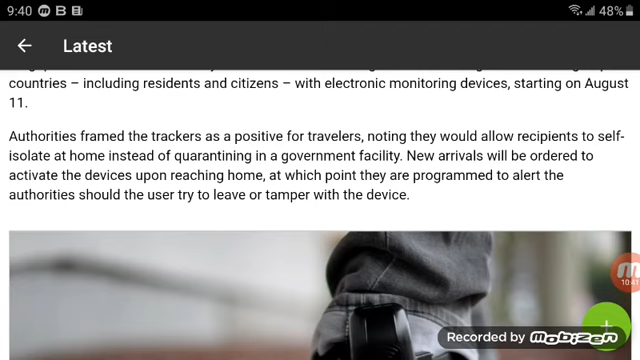 9:40
48%
Latest
countries – including residents and citizens – with electronic monitoring devices, starting on August
11.
Authorities framed the trackers as a positive for travelers, noting they would allow recipients to self-
isolate at home instead of quarantining in a government facility. New arrivals will be ordered to
activate the devices upon reaching home, at which point they are programmed to alert the
authorities should the user try to leave or tamper with the device.
10:41
Recorded by mobizen